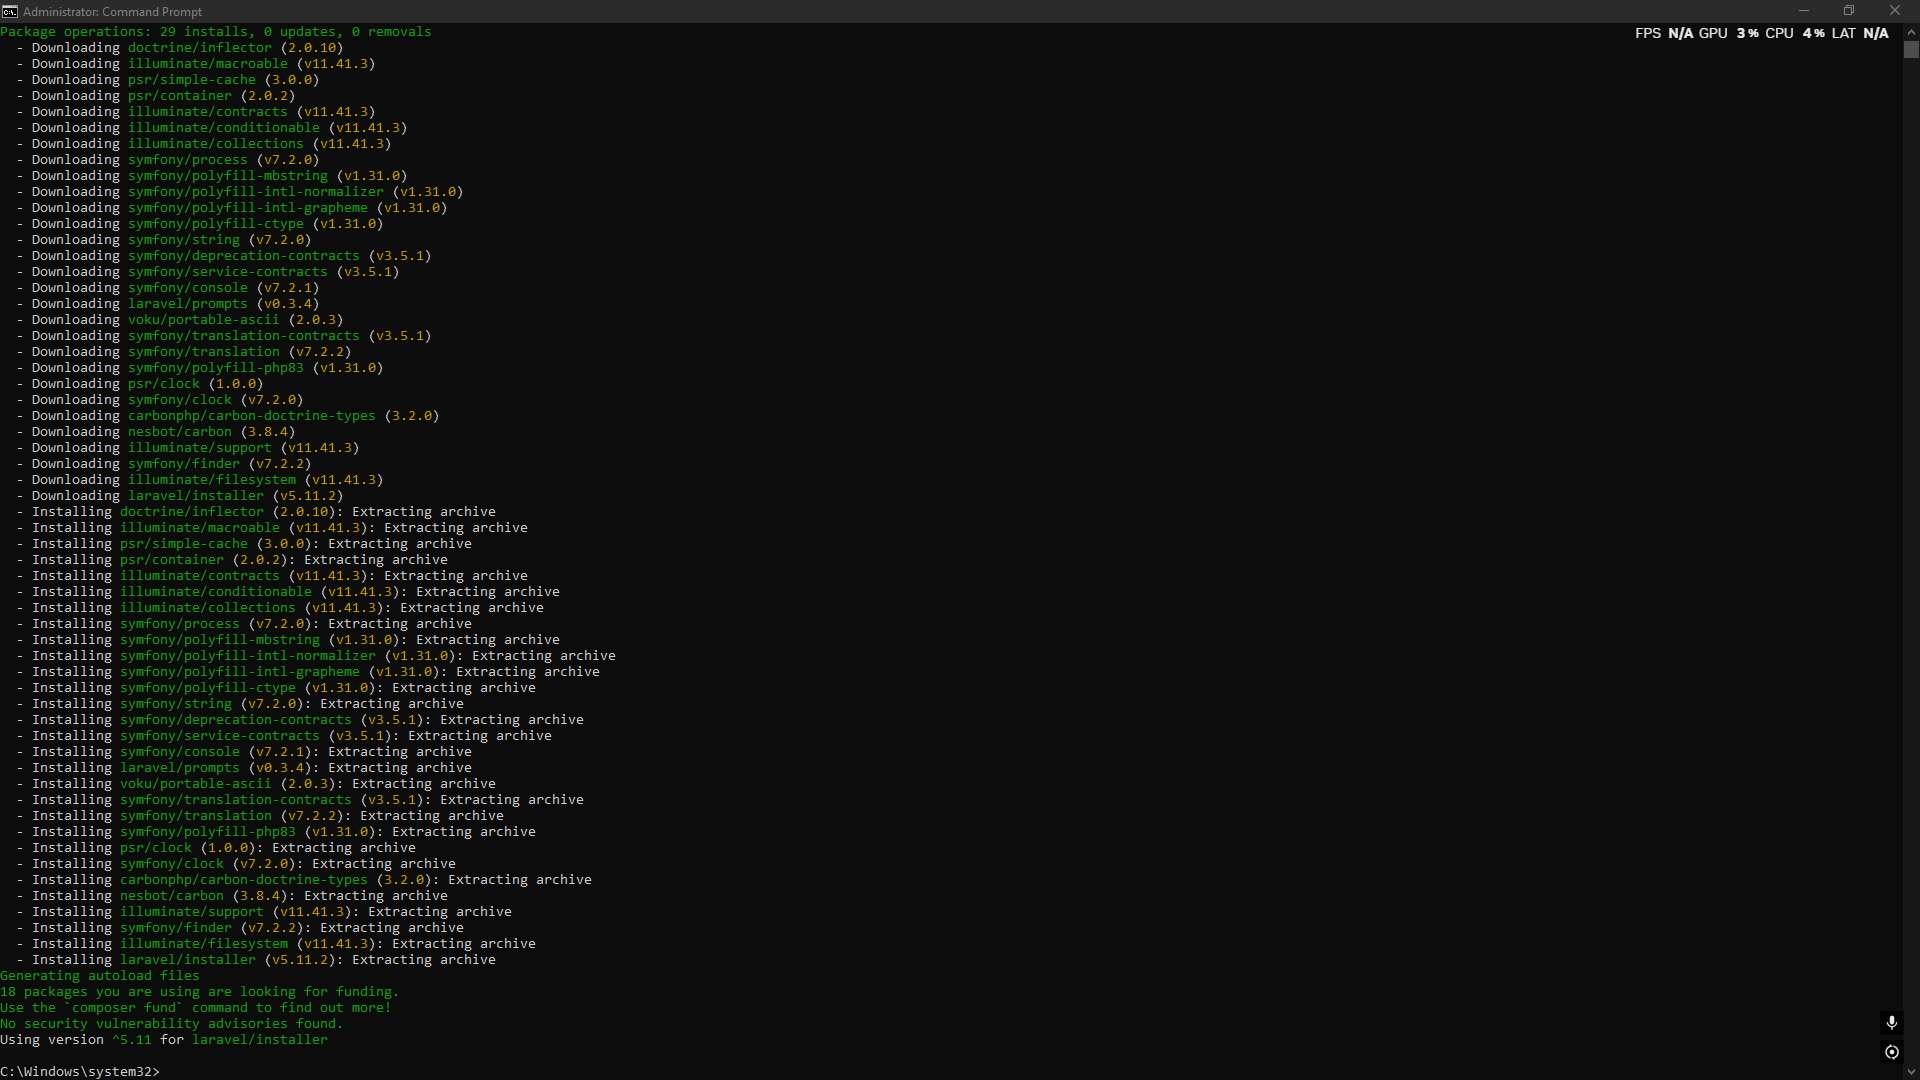 Administrator: Command Prompt
Package operations: 29 installs, 0 updates, 0 removals
FPS N/A GPU 3% CPU 4% LAT N/A
  - Downloading doctrine/inflector (2.0.10)
  - Downloading illuminate/macroable (v11.41.3)
  - Downloading psr/simple-cache (3.0.0)
  - Downloading psr/container (2.0.2)
  - Downloading illuminate/contracts (v11.41.3)
  - Downloading illuminate/conditionable (v11.41.3)
  - Downloading illuminate/collections (v11.41.3)
  - Downloading symfony/process (v7.2.0)
  - Downloading symfony/polyfill-mbstring (v1.31.0)
  - Downloading symfony/polyfill-intl-normalizer (v1.31.0)
  - Downloading symfony/polyfill-intl-grapheme (v1.31.0)
  - Downloading symfony/polyfill-ctype (v1.31.0)
  - Downloading symfony/string (v7.2.0)
  - Downloading symfony/deprecation-contracts (v3.5.1)
  - Downloading symfony/service-contracts (v3.5.1)
  - Downloading symfony/console (v7.2.1)
  - Downloading laravel/prompts (v0.3.4)
  - Downloading voku/portable-ascii (2.0.3)
  - Downloading symfony/translation-contracts (v3.5.1)
  - Downloading symfony/translation (v7.2.2)
  - Downloading symfony/polyfill-php83 (v1.31.0)
  - Downloading psr/clock (1.0.0)
  - Downloading symfony/clock (v7.2.0)
  - Downloading carbonphp/carbon-doctrine-types (3.2.0)
  - Downloading nesbot/carbon (3.8.4)
  - Downloading illuminate/support (v11.41.3)
  - Downloading symfony/finder (v7.2.2)
  - Downloading illuminate/filesystem (v11.41.3)
  - Downloading laravel/installer (v5.11.2)
  - Installing doctrine/inflector (2.0.10): Extracting archive
  - Installing illuminate/macroable (v11.41.3): Extracting archive
  - Installing psr/simple-cache (3.0.0): Extracting archive
  - Installing psr/container (2.0.2): Extracting archive
  - Installing illuminate/contracts (v11.41.3): Extracting archive
  - Installing illuminate/conditionable (v11.41.3): Extracting archive
  - Installing illuminate/collections (v11.41.3): Extracting archive
  - Installing symfony/process (v7.2.0): Extracting archive
  - Installing symfony/polyfill-mbstring (v1.31.0): Extracting archive
  - Installing symfony/polyfill-intl-normalizer (v1.31.0): Extracting archive
  - Installing symfony/polyfill-intl-grapheme (v1.31.0): Extracting archive
  - Installing symfony/polyfill-ctype (v1.31.0): Extracting archive
  - Installing symfony/string (v7.2.0): Extracting archive
  - Installing symfony/deprecation-contracts (v3.5.1): Extracting archive
  - Installing symfony/service-contracts (v3.5.1): Extracting archive
  - Installing symfony/console (v7.2.1): Extracting archive
  - Installing laravel/prompts (v0.3.4): Extracting archive
  - Installing voku/portable-ascii (2.0.3): Extracting archive
  - Installing symfony/translation-contracts (v3.5.1): Extracting archive
  - Installing symfony/translation (v7.2.2): Extracting archive
  - Installing symfony/polyfill-php83 (v1.31.0): Extracting archive
  - Installing psr/clock (1.0.0): Extracting archive
  - Installing symfony/clock (v7.2.0): Extracting archive
  - Installing carbonphp/carbon-doctrine-types (3.2.0): Extracting archive
  - Installing nesbot/carbon (3.8.4): Extracting archive
  - Installing illuminate/support (v11.41.3): Extracting archive
  - Installing symfony/finder (v7.2.2): Extracting archive
  - Installing illuminate/filesystem (v11.41.3): Extracting archive
  - Installing laravel/installer (v5.11.2): Extracting archive
Generating autoload files
18 packages you are using are looking for funding.
Use the `composer fund` command to find out more!
No security vulnerability advisories found.
Using version ^5.11 for laravel/installer
C:\Windows\system32>